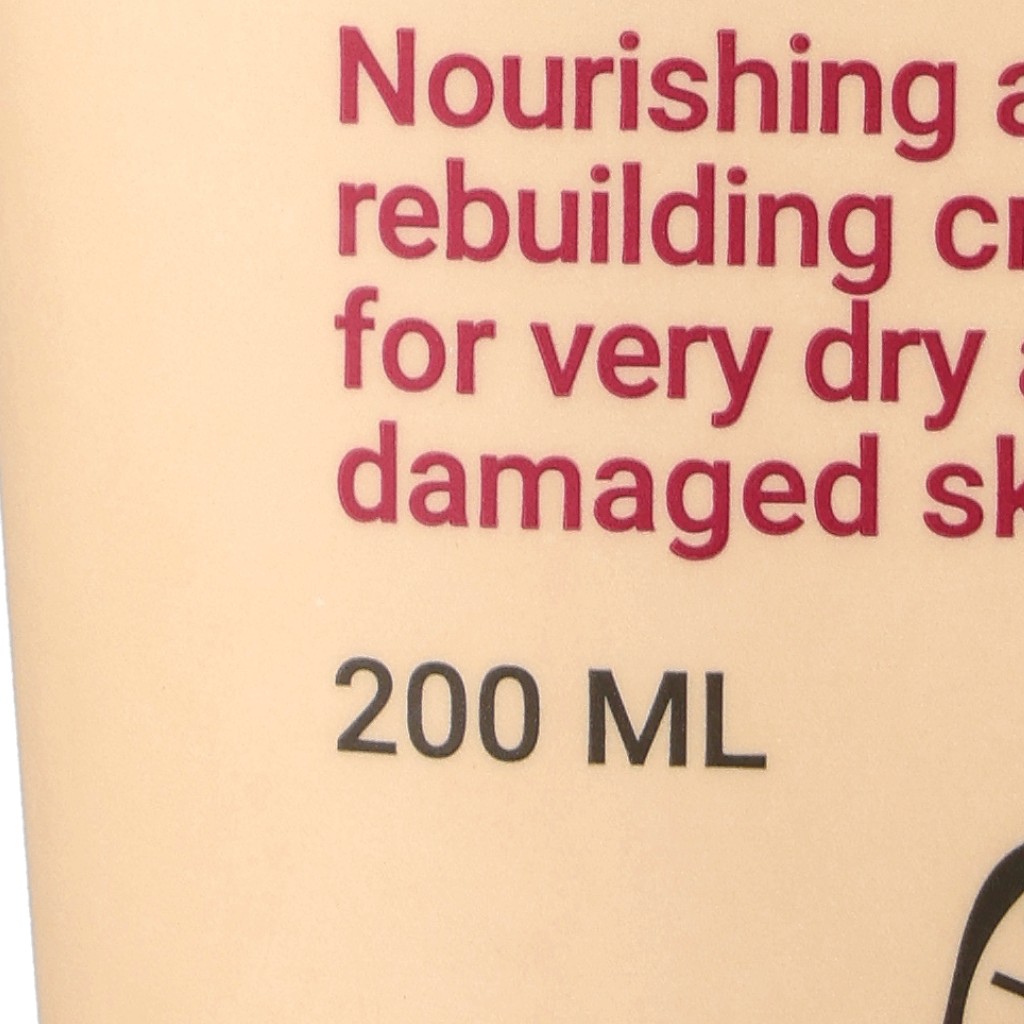 Nourishing
rebuilding
for very dry
damaged
200 ML